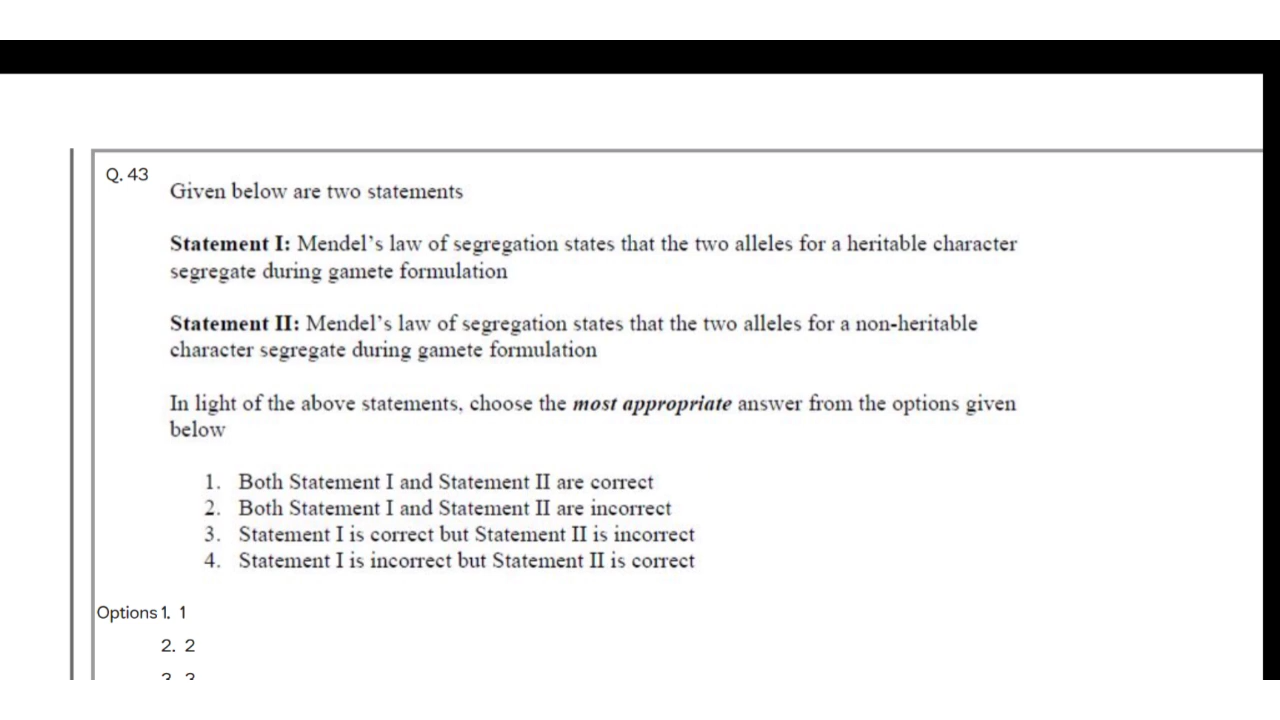 Q. 43
Given below are two statements
Statement I: Mendel's law of segregation states that the two alleles for a heritable character
segregate during gamete formulation
Statement II: Mendel's law of segregation states that the two alleles for a non-heritable
character segregate during gamete formulation
In light of the above statements, choose the most appropriate answer from the options given
below
1. Both Statement I and Statement II are correct
2. Both Statement I and Statement II are incorrect
3. Statement I is correct but Statement II is incorrect
4. Statement I is incorrect but Statement II is correct
Options 1. 1
2. 2
3. 3